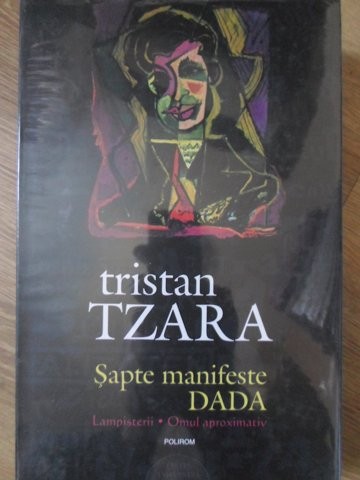 tristan
TZARA
Şapte manifeste
DADA
Lampisterii • Omul aproximativ
POLIROM